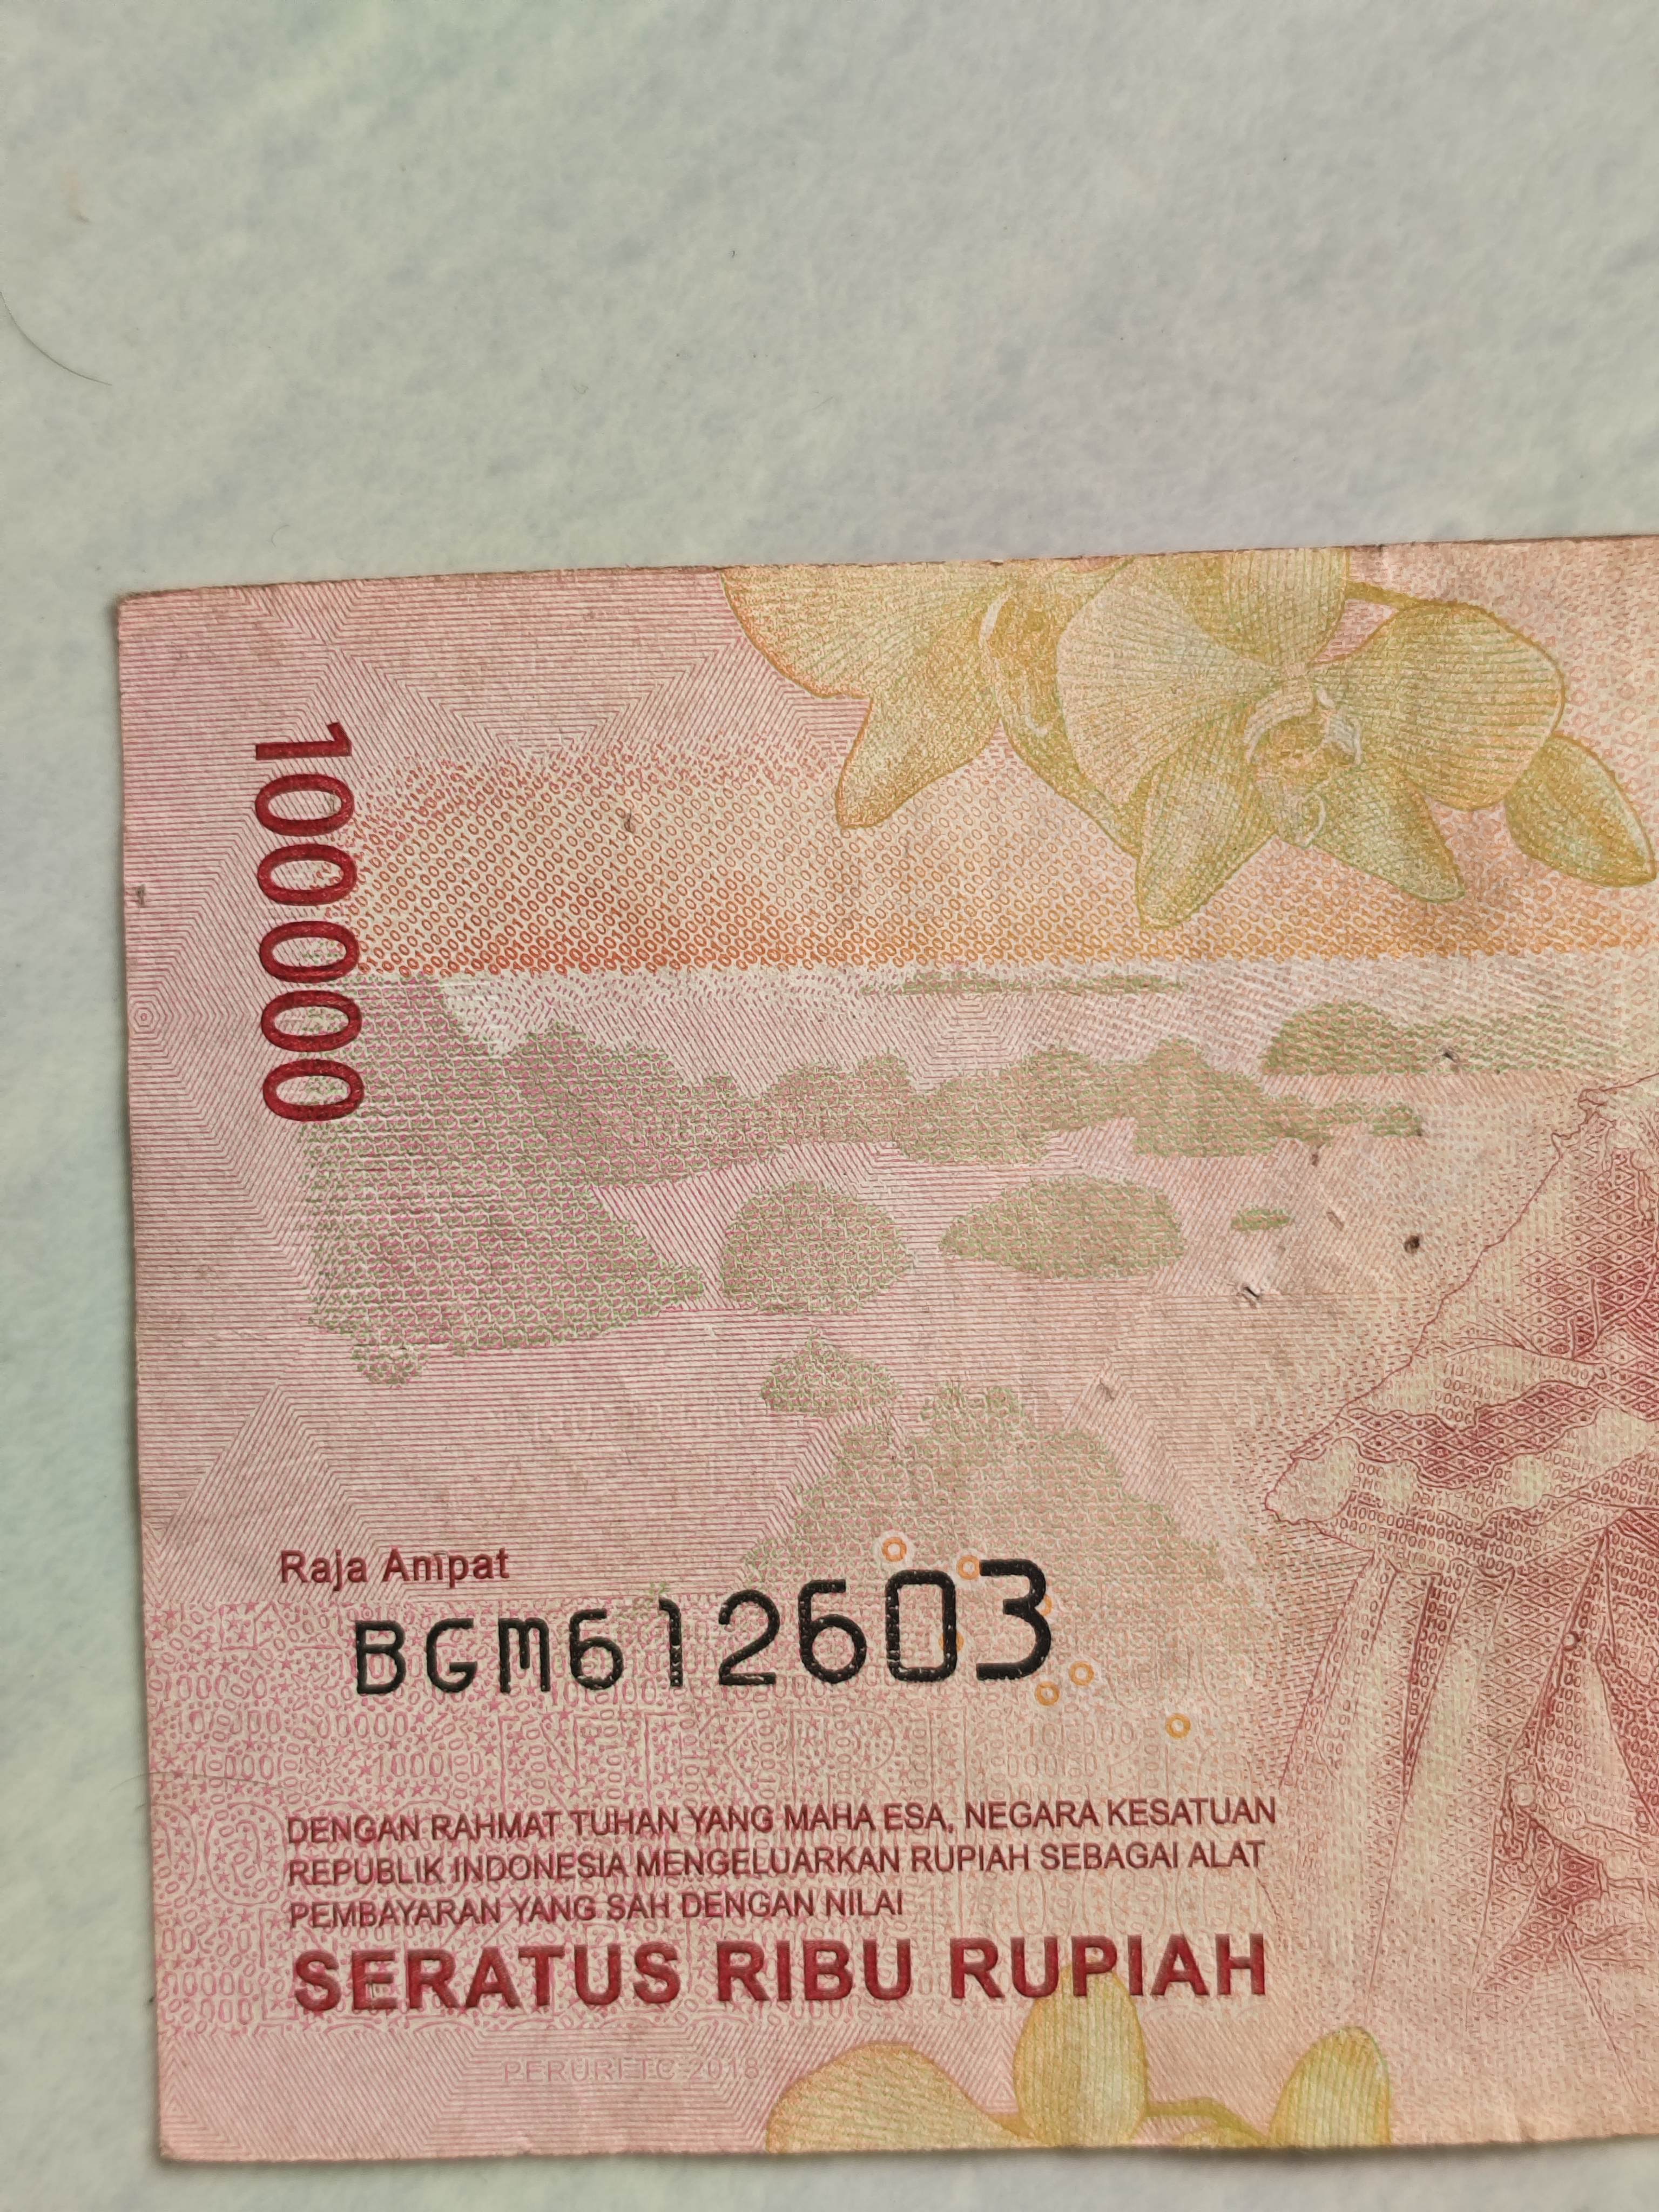 100000
Raja Ampat
BGM612603
DENGAN RAHMAT TUHAN YANG MAHA ESA, NEGARA KESATUAN
REPUBLIK INDONESIA MENGELUARKAN RUPIAH SEBAGAI ALAT
PEMBAYARAN YANG SAH DENGAN NILAI
SERATUS RIBU RUPIAH
PERURI TC 2018